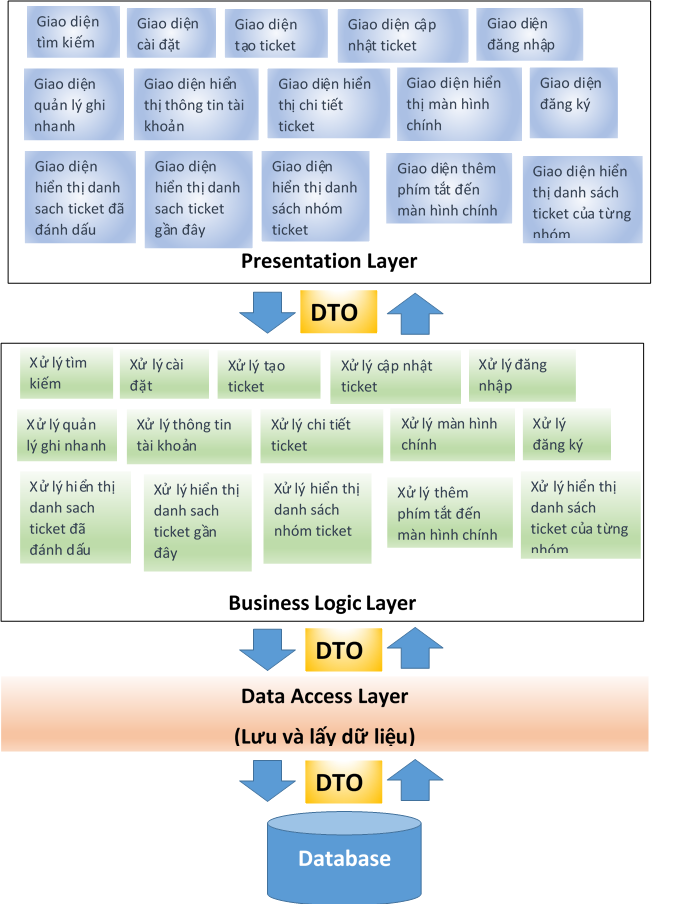 Giao diện
tìm kiếm
Giao diện
cài đặt
Giao diện
tạo ticket
Giao diện cập
nhật ticket
Giao diện
đăng nhập
Giao diện
quản lý ghi
nhanh
Giao diện hiển
thị thông tin tài
khoản
Giao diện hiển
thị chi tiết
ticket
Giao diện hiển
thị màn hình
chính
Giao diện
đăng ký
Giao diện
hiển thị danh
sach ticket đã
đánh dấu
Giao diện
hiển thị danh
sach ticket
gần đây
Giao diện
hiển thị danh
sách nhóm
ticket
Giao diện thêm
phím tắt đến
màn hình chính
Giao diện hiển
thị danh sách
ticket của từng
nhóm
Presentation Layer
DTO
Xử lý tìm
kiếm
Xử lý cài
đặt
Xử lý tạo
ticket
Xử lý cập nhật
ticket
Xử lý đăng
nhập
Xử lý quản
lý ghi nhanh
Xử lý thông tin
tài khoản
Xử lý chi tiết
ticket
Xử lý màn hình
chính
Xử lý
đăng ký
Xử lý hiển thị
danh sach
ticket đã
đánh dấu
Xử lý hiển thị
danh sach
ticket gần
đây
Xử lý hiển thị
danh sách
nhóm ticket
Xử lý thêm
phím tắt đến
màn hình chính
Xử lý hiển thị
danh sách
ticket của từng
nhóm
Business Logic Layer
DTO
Data Access Layer
(Lưu và lấy dữ liệu)
DTO
Database